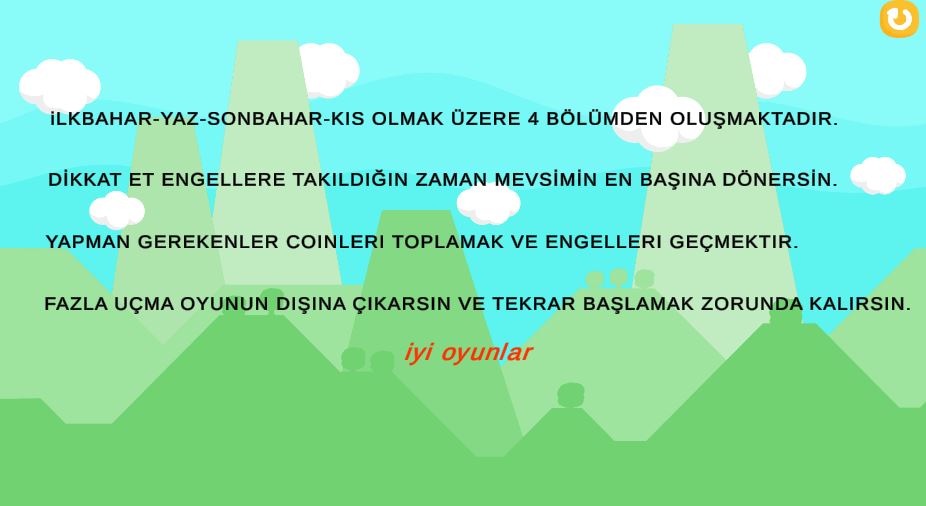 iLKBAHAR-YAZ-SONBAHAR-KIS OLMAK ÜZERE 4 BÖLÜMDEN OLUŞMAKTADIR.
DİKKAT ET ENGELLERE TAKILDIĞIN ZAMAN MEVSİMİN EN BAŞINA DÖNERSİN.
YAPMAN GEREKENLER COINLERI TOPLAMAK VE ENGELLERI GEÇMEKTIR.
FAZLA UÇMA OYUNUN DIŞINA ÇIKARSIN VE TEKRAR BAŞLAMAK ZORUNDA KALIRSIN.
iyi oyunlar